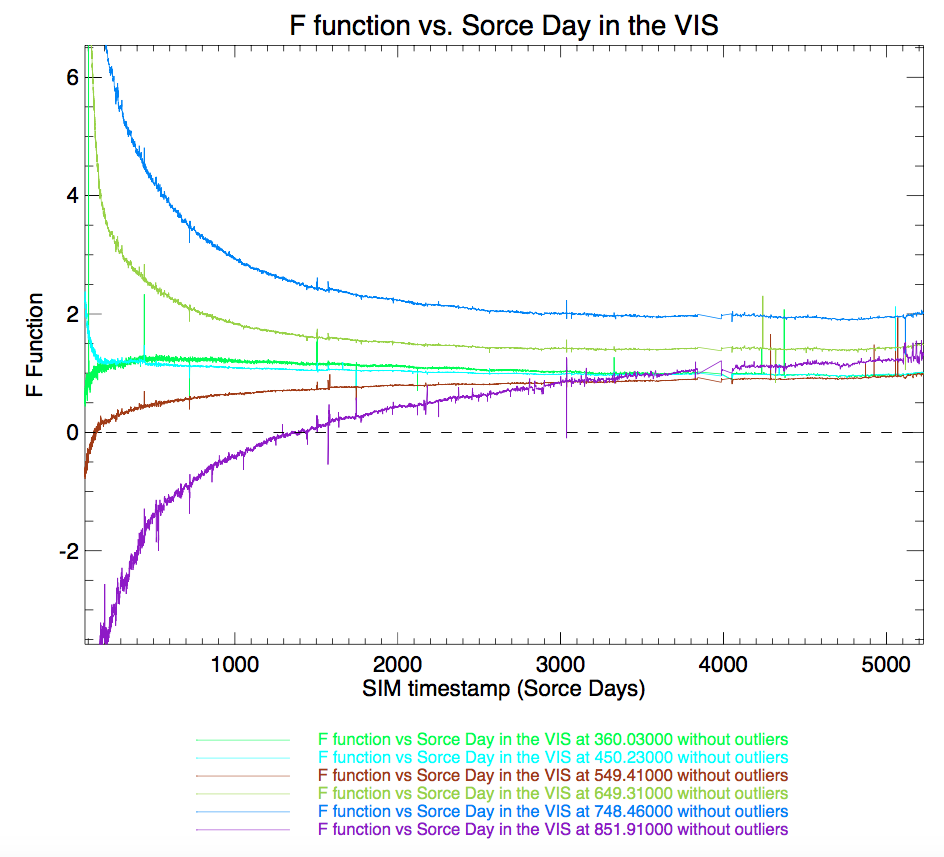 F function vs. Sorce Day in the VIS
6
4
2
0
-2
F Function
1000 2000 3000 4000 5000
SIM timestamp (Sorce Days)
F function vs Sorce Day in the VIS at 360.03000 without outliers
F function vs Sorce Day in the VIS at 450.23000 without outliers
F function vs Sorce Day in the VIS at 549.41000 without outliers
F function vs Sorce Day in the VIS at 649.31000 without outliers
F function vs Sorce Day in the VIS at 748.46000 without outliers
F function vs Sorce Day in the VIS at 851.91000 without outliers